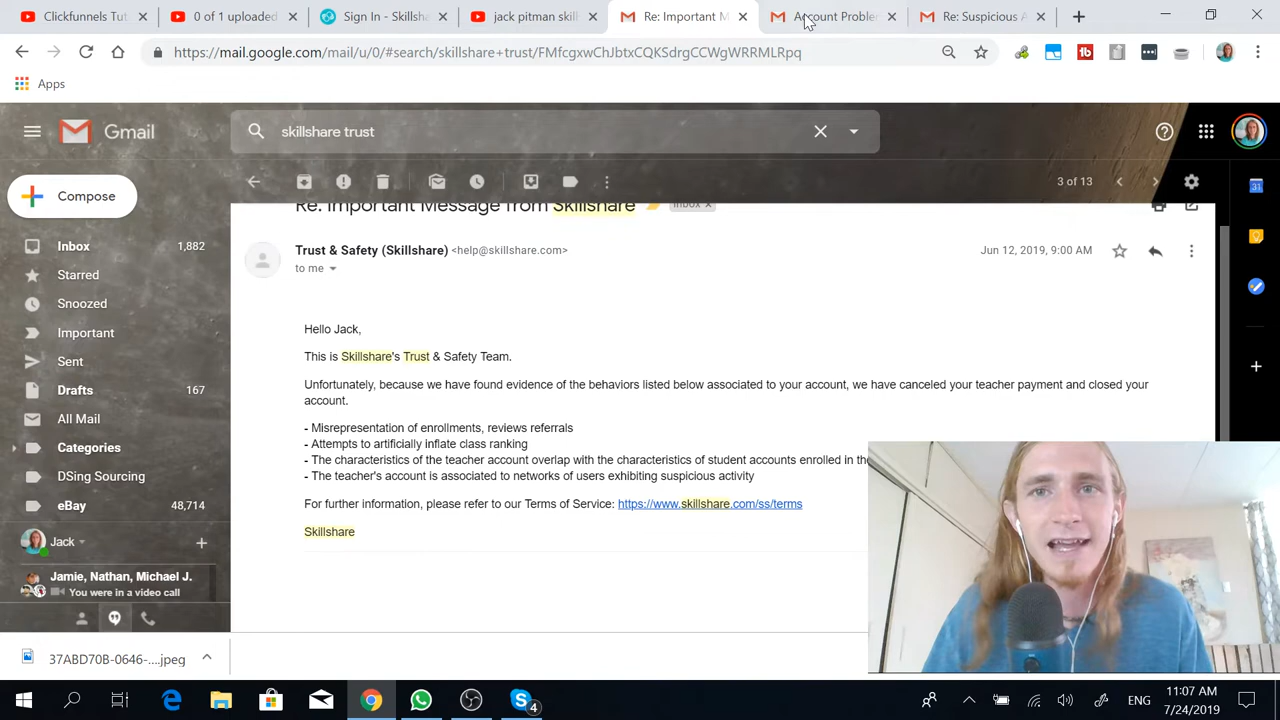 Clickfunnels Tut
0 of 1 uploaded
Sign In - Skillsha
jack pitman skill
Re: Important M
Account Problem
Re: Suspicious A
https://mail.google.com/mail/u/0/#search/skillshare+trust/FMfcgxwChJbtxCQKSdrgCCWgWRRMLRpq
Apps
Gmail
skillshare trust
Compose
3 of 13
Re: Important Message from Skillshare
Inbox x
Inbox 1,882
Trust & Safety (Skillshare) <help@skillshare.com>
Jun 12, 2019, 9:00 AM
to me
Starred
Snoozed
Important
Sent
Drafts 167
All Mail
Categories
DSing Sourcing
eBay 48,714
Hello Jack,
This is Skillshare's Trust & Safety Team.
Unfortunately, because we have found evidence of the behaviors listed below associated to your account, we have canceled your teacher payment and closed your
account.
- Misrepresentation of enrollments, reviews referrals
- Attempts to artificially inflate class ranking
- The characteristics of the teacher account overlap with the characteristics of student accounts enrolled in the
- The teacher's account is associated to networks of users exhibiting suspicious activity
For further information, please refer to our Terms of Service: https://www.skillshare.com/ss/terms
Skillshare
Jack
Jamie, Nathan, Michael J.
You were in a video call
37ABD70B-0646-....jpeg
4
ENG
11:07 AM
7/24/2019